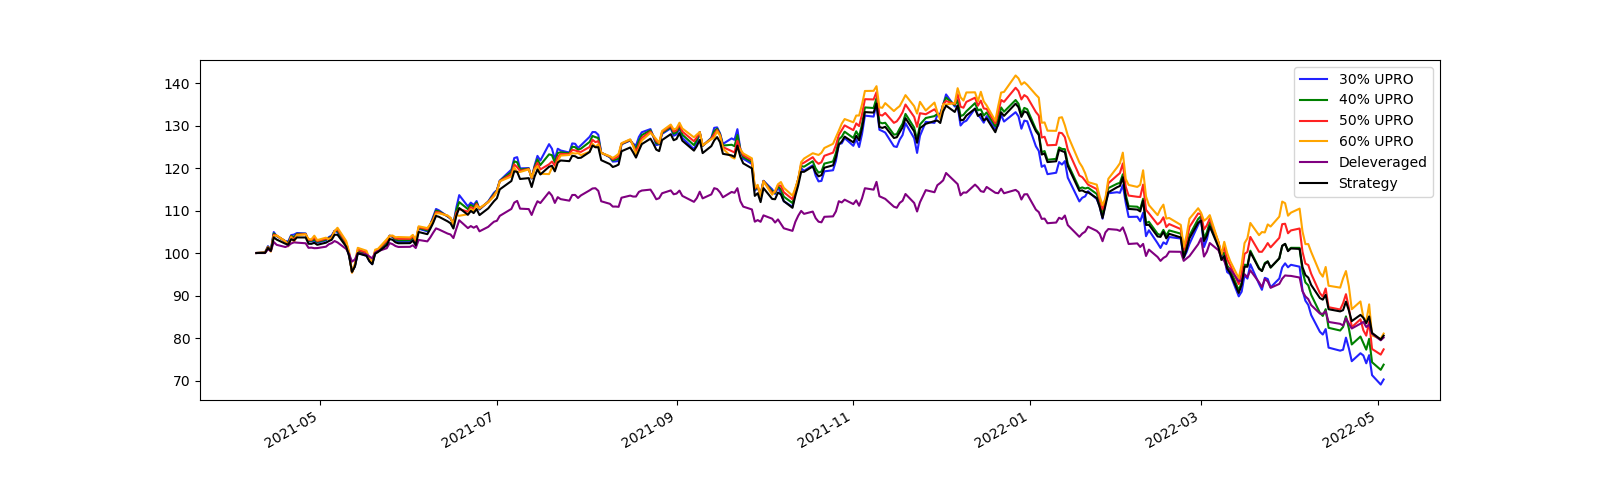 140
130
120
110
100
90
80
70
2021-05
2021-07
2021-09
2021-11
2022-01
2022-03
2022-05
30% UPRO
40% UPRO
50% UPRO
60% UPRO
Deleveraged
Strategy